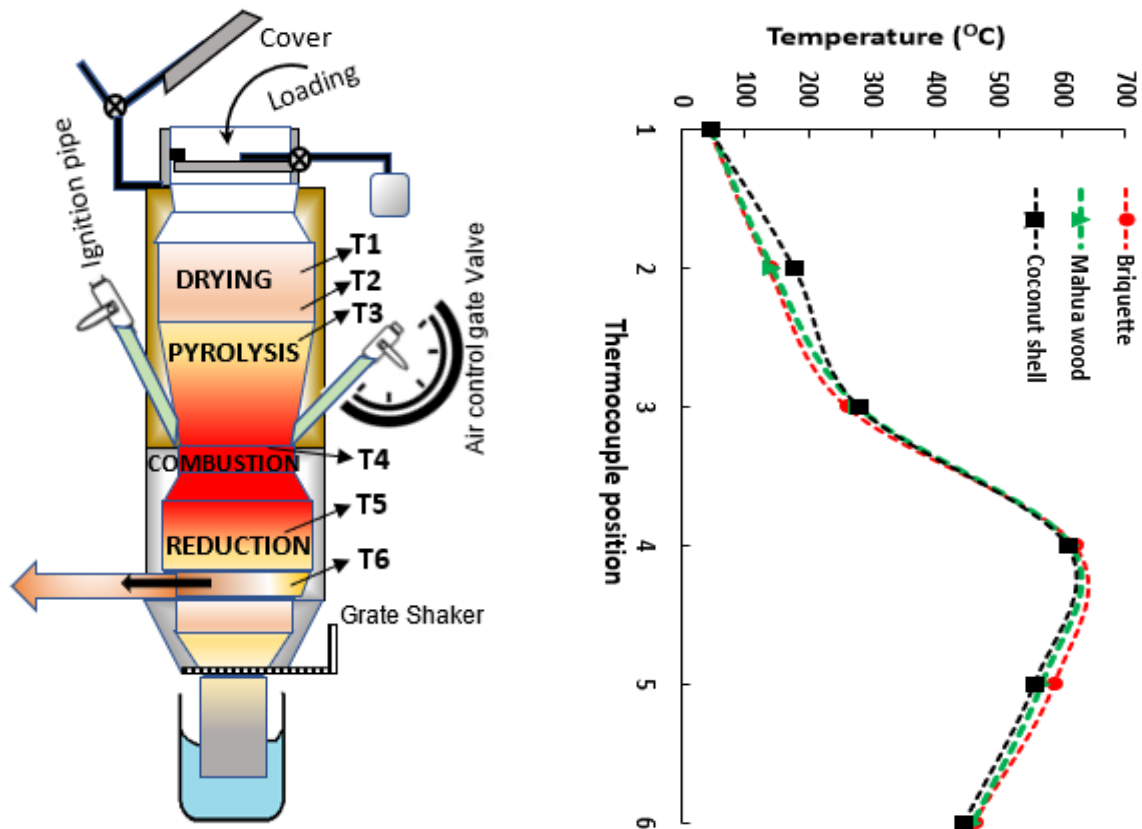 Cover
Loading
Ignition pipe
DRYING
T1
T2
T3
PYROLYSIS
Air control gate Valve
COMBUSTION
T4
T5
REDUCTION
T6
Grate Shaker
Temperature (OC)
0 100 200 300 400 500 600 700
1
2
3
4
5
6
Thermocouple position
Briquette
Mahua wood
Coconut shell